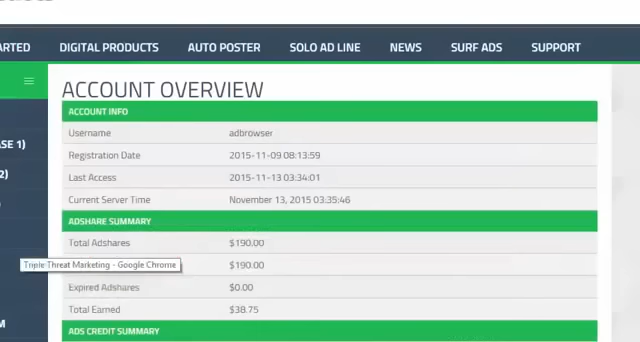 ARTED DIGITAL PRODUCTS AUTO POSTER SOLO AD LINE NEWS SURF ADS SUPPORT
ACCOUNT OVERVIEW
ACCOUNT INFO
Username adbrowser
SE 1)
Registration Date 2015-11-09 08:13:59
2)
Last Access 2015-11-13 03:34:01
Current Server Time November 13, 2015 03:35:46
ADSHARE SUMMARY
Total Adshares $190.00
Triple Threat Marketing - Google Chrome $190.00
Expired Adshares $0.00
Total Earned $38.75
M
ADS CREDIT SUMMARY